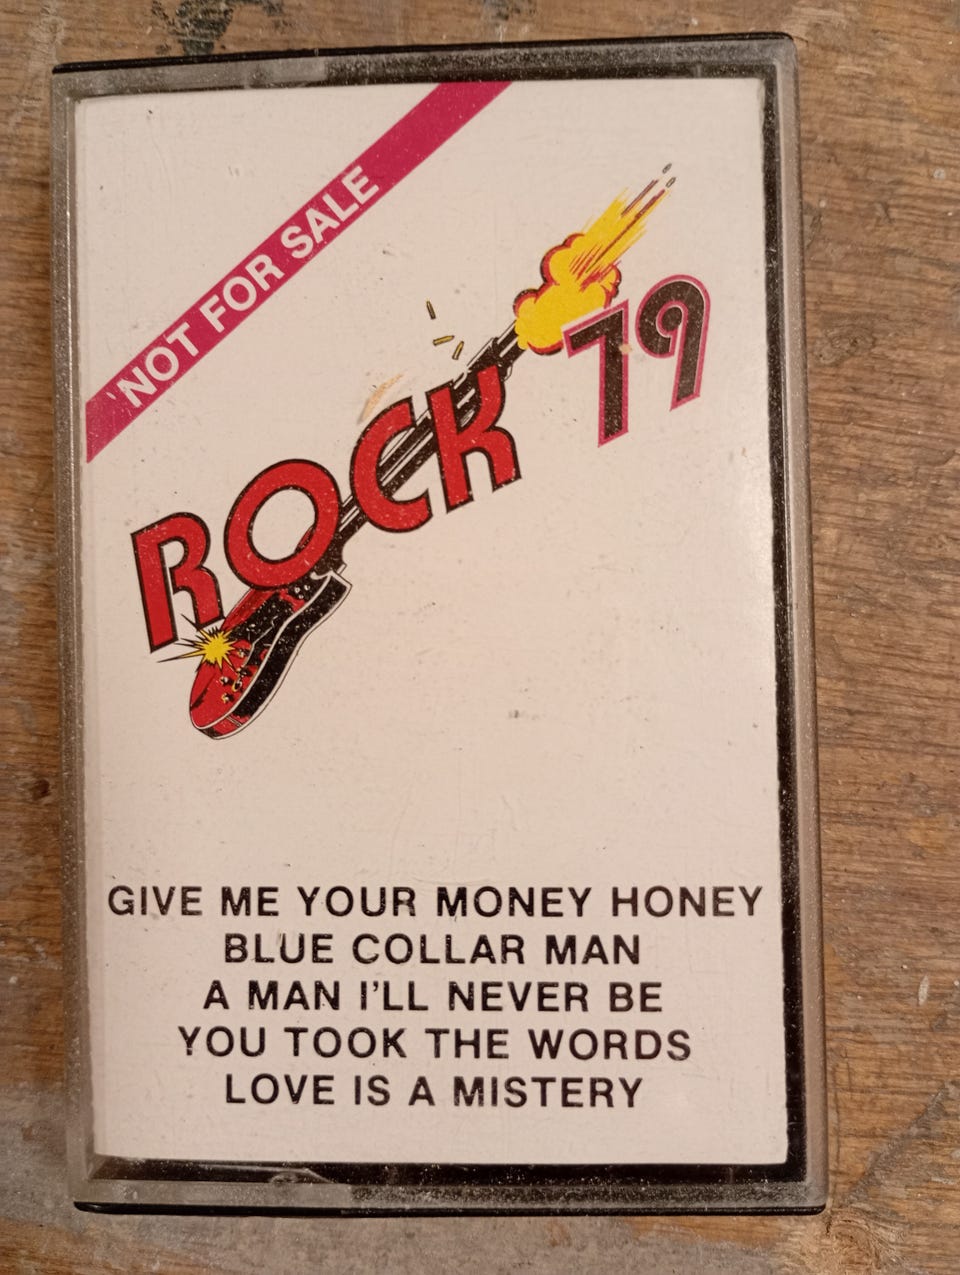 'NOT FOR SALE
ROCK 79
GIVE ME YOUR MONEY HONEY
BLUE COLLAR MAN
A MAN I'LL NEVER BE
YOU TOOK THE WORDS
LOVE IS A MISTERY